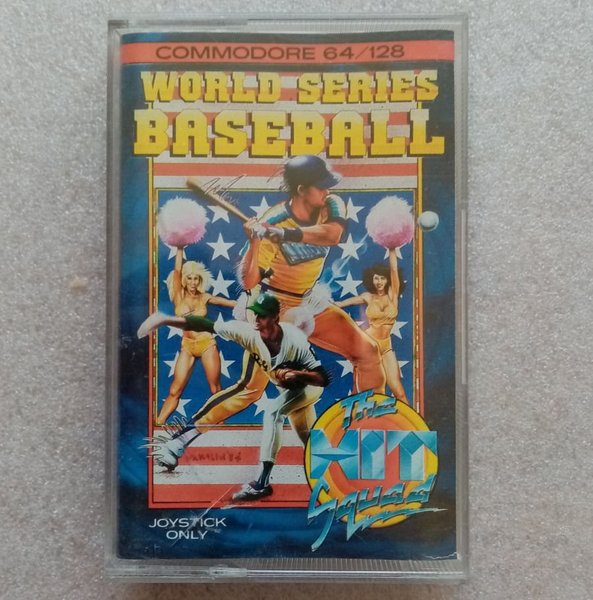 COMMODORE 64/128
WORLD SERIES
BASEBALL
The
HIT
Squad
JOYSTICK
ONLY